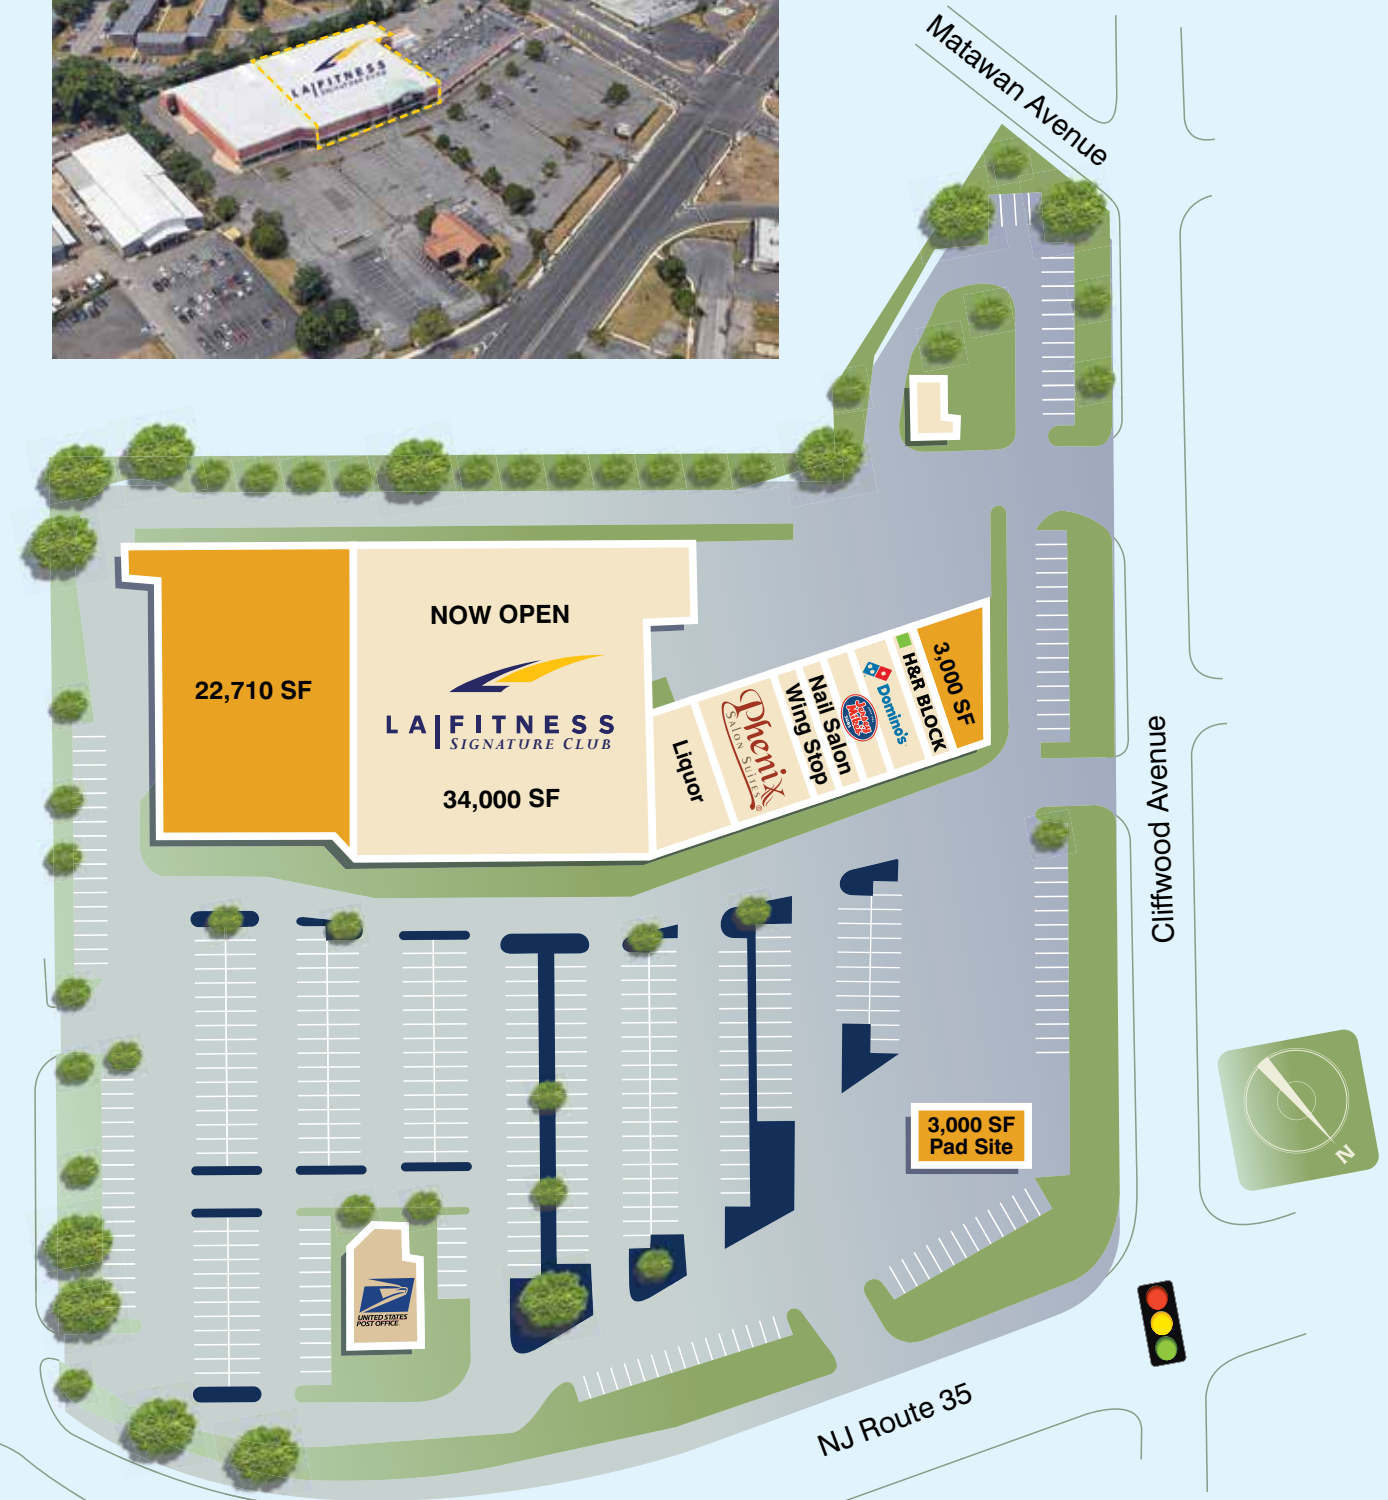 LA FITNESS
SIGNATURE CLUB
Matawan Avenue
NOW OPEN
LA FITNESS
SIGNATURE CLUB
34,000 SF
22,710 SF
Liquor
Phenix
SALON SUITES®
Wing Stop
Nail Salon
JERSEY
MIKE'S
SUBS
Domino's
H&R BLOCK
3,000 SF
Cliffwood Avenue
3,000 SF
Pad Site
N
UNITED STATES
POST OFFICE
NJ Route 35